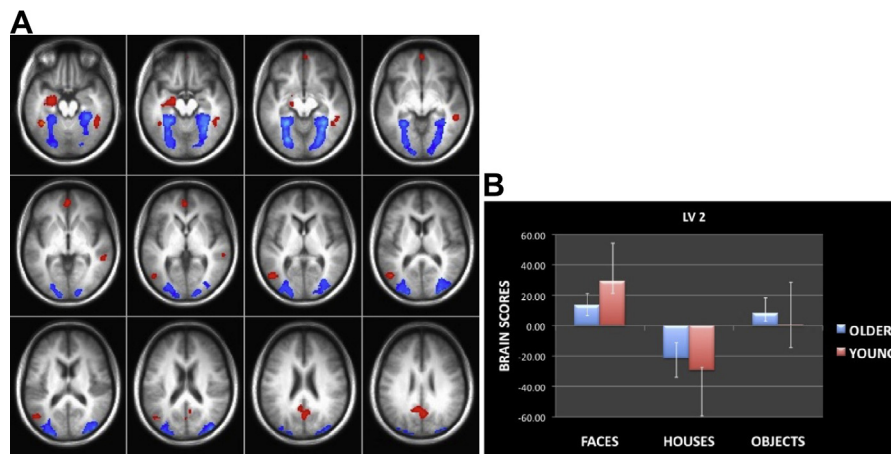 A
B
LV 2
BRAIN SCORES
60.00
40.00
20.00
0.00
-20.00
-40.00
-60.00
FACES
HOUSES
OBJECTS
OLDER
YOUNG